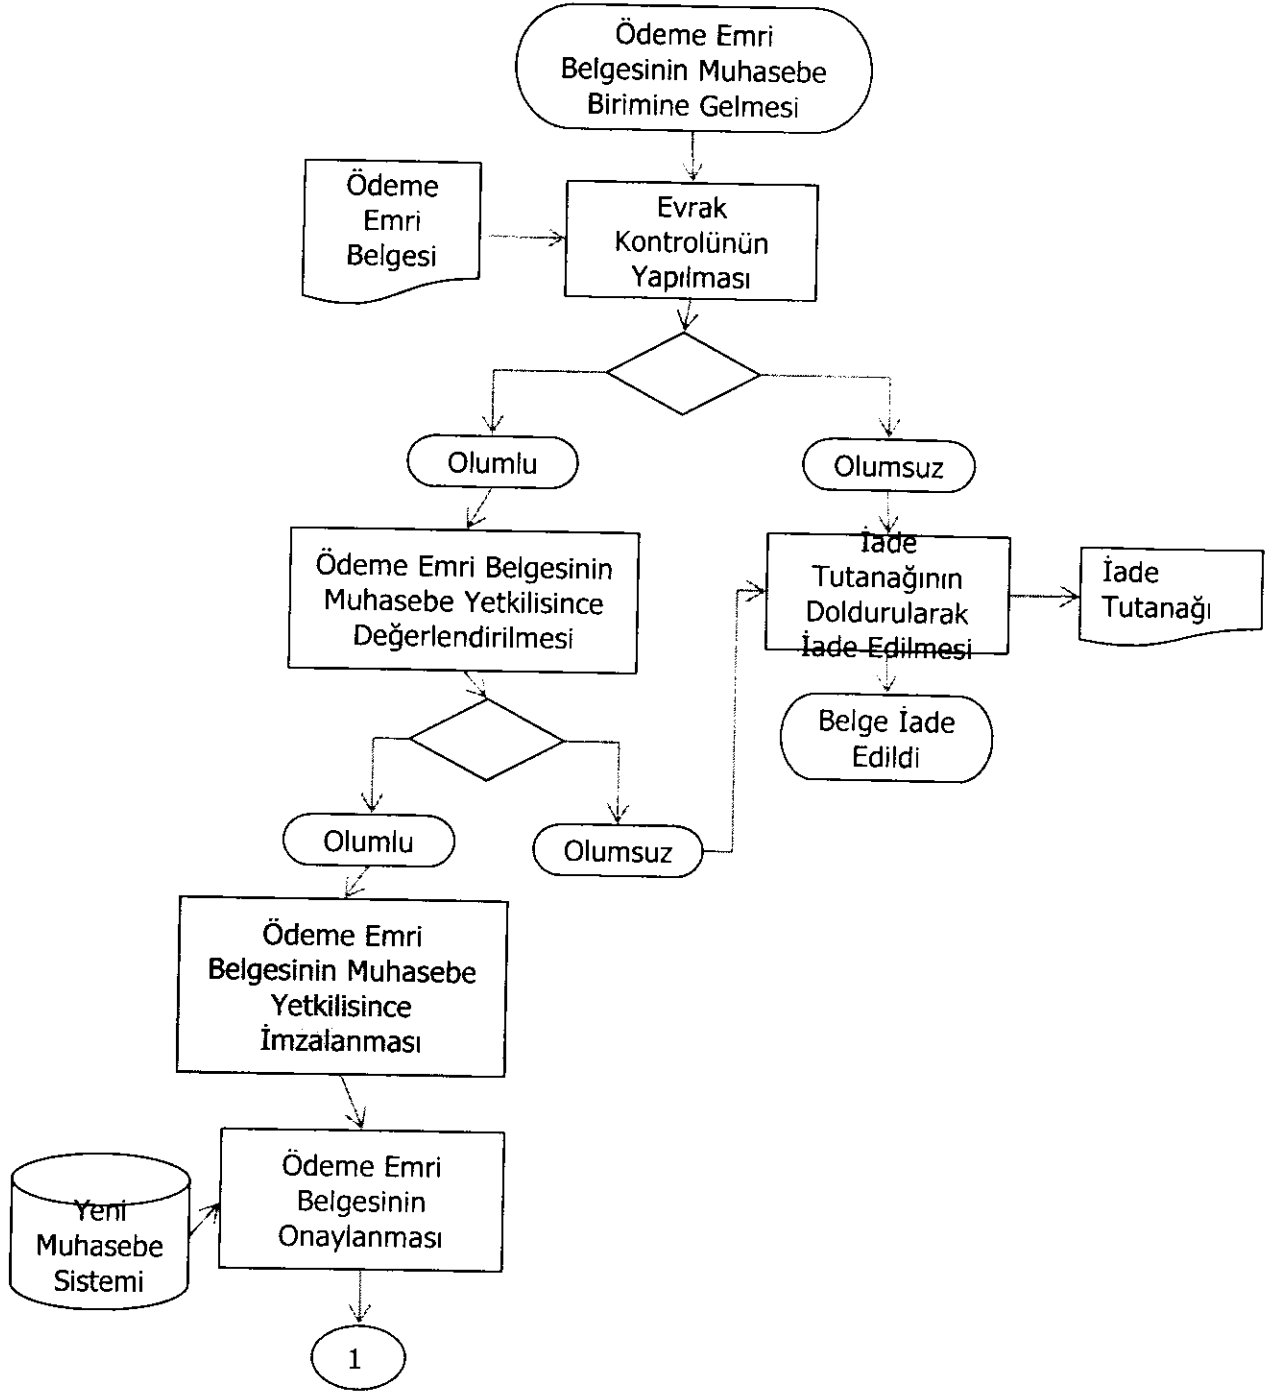 Ödeme Emri
Belgesinin Muhasebe
Birimine Gelmesi
Ödeme
Emri
Belgesi
Evrak
Kontrolünün
Yapılması
Olumlu
Olumsuz
Ödeme Emri Belgesinin
Muhasebe Yetkilisince
Değerlendirilmesi
İade
Tutanağının
Doldurularak
İade Edilmesi
İade
Tutanağı
Belge İade
Edildi
Olumlu
Olumsuz
Ödeme Emri
Belgesinin Muhasebe
Yetkilisince
İmzalanması
Yeni
Muhasebe
Sistemi
Ödeme Emri
Belgesinin
Onaylanması
1